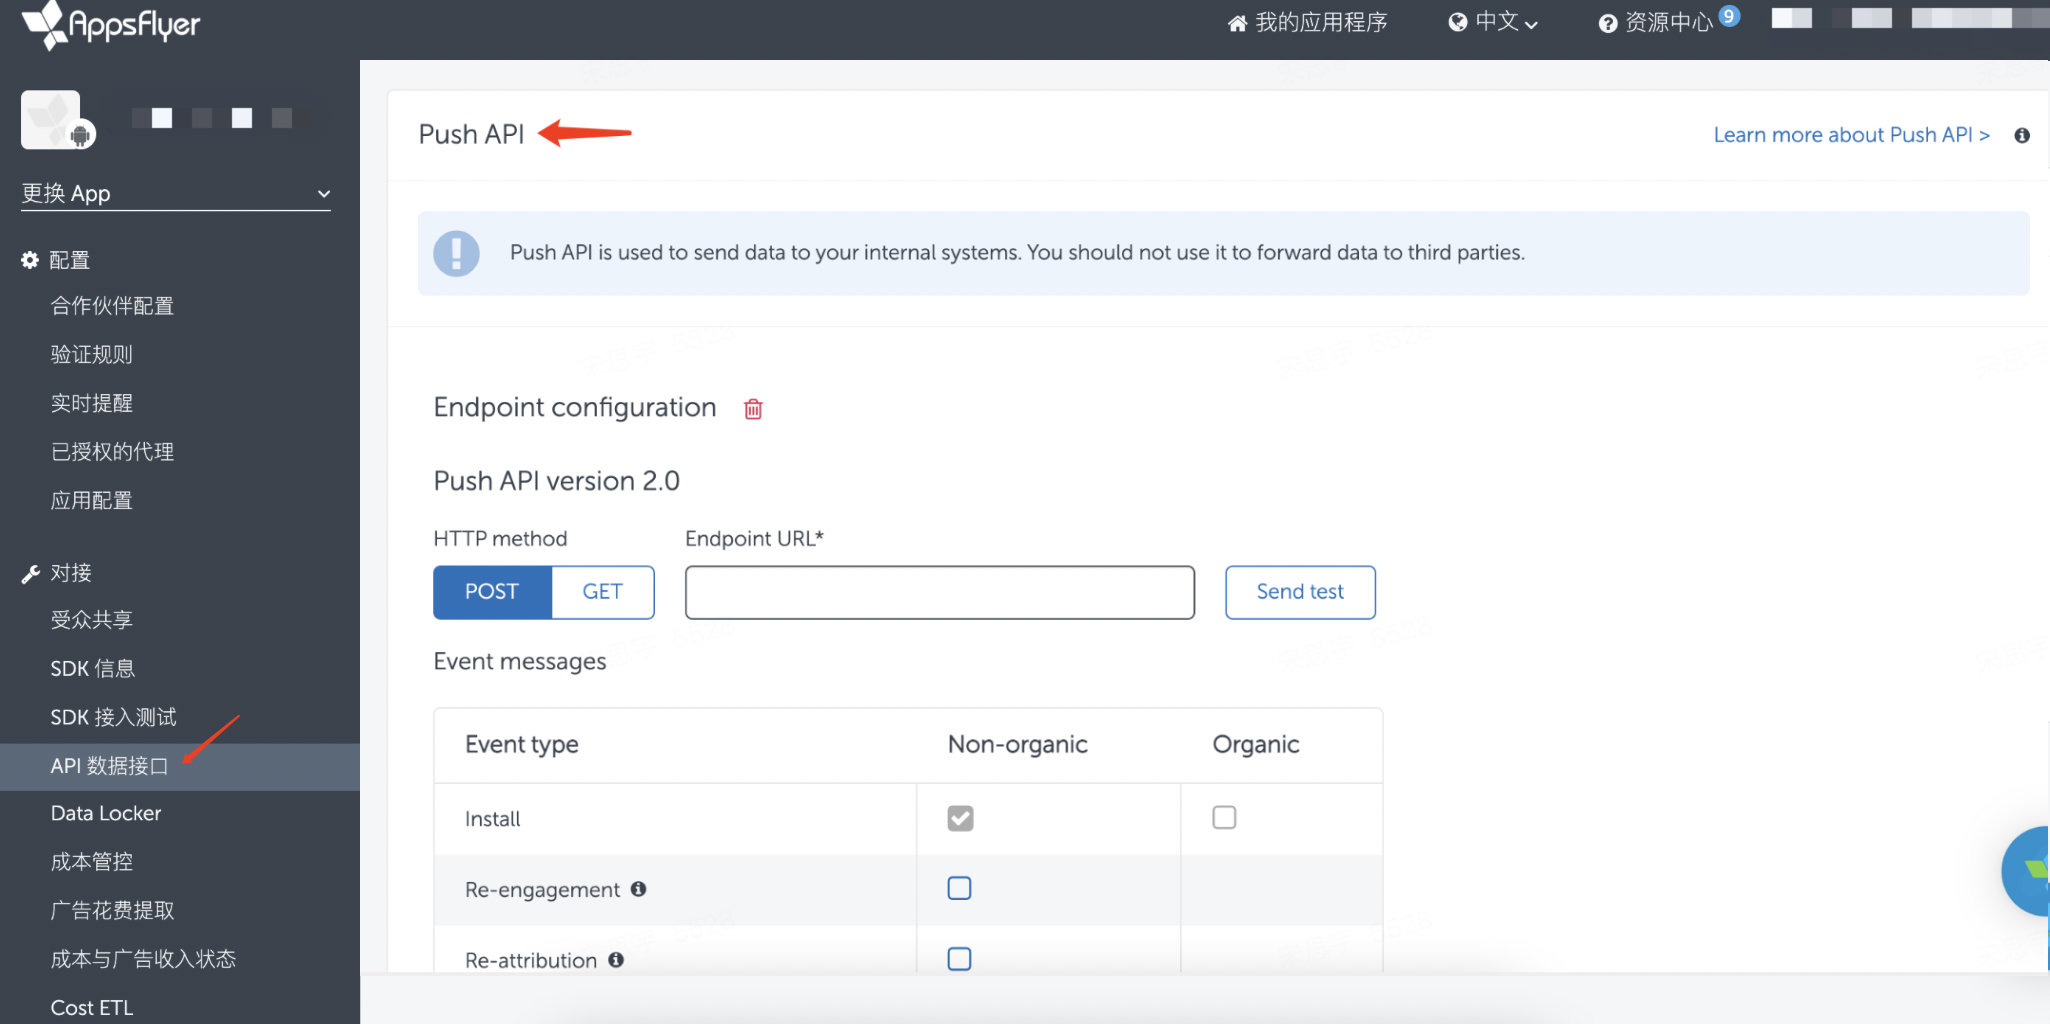 AppsFlyer
我的应用程序
中文
资源中心 9
更换 App
配置
合作伙伴配置
验证规则
实时提醒
已授权的代理
应用配置
对接
受众共享
SDK 信息
SDK 接入测试
API 数据接口
Data Locker
成本管控
广告花费提取
成本与广告收入状态
Cost ETL
Push API
Learn more about Push API >
Push API is used to send data to your internal systems. You should not use it to forward data to third parties.
Endpoint configuration
Push API version 2.0
HTTP method
Endpoint URL*
POST GET
Send test
Event messages
Event type Non-organic Organic
Install
Re-engagement
Re-attribution